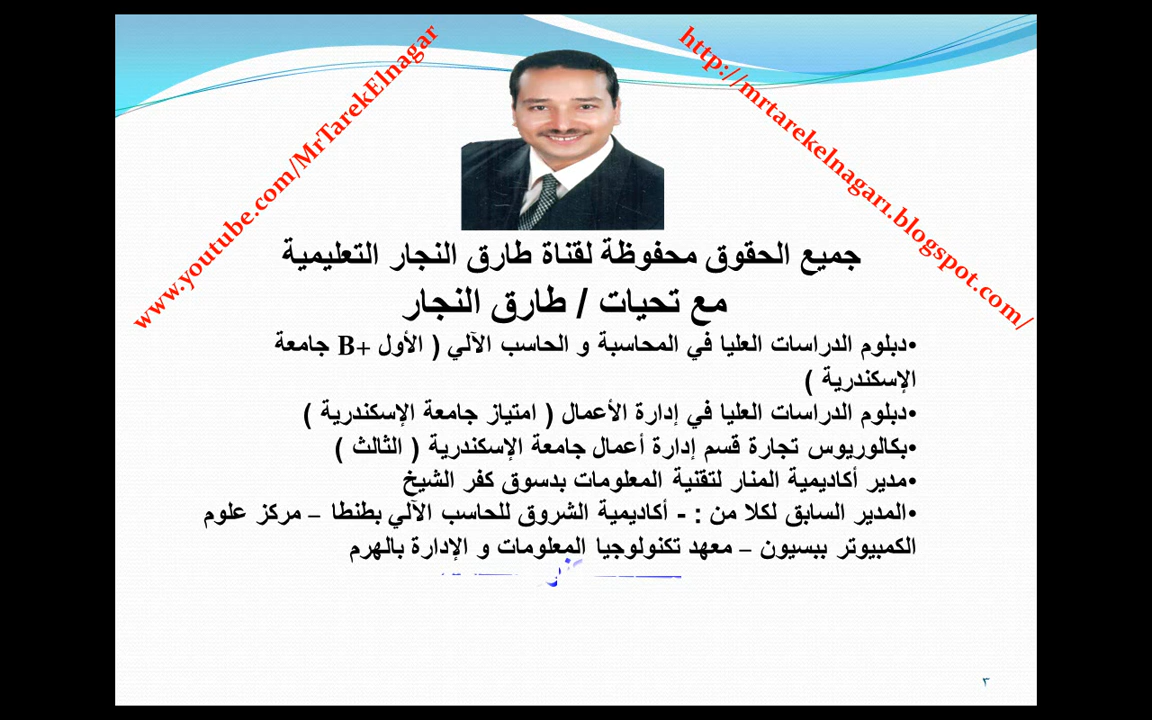 www.youtube.com/MrTarekElnagar
http://mrtarekelnagar1.blogspot.com/
جميع الحقوق محفوظة لقناة طارق النجار التعليمية
مع تحيات / طارق النجار
•دبلوم الدراسات العليا في المحاسبة و الحاسب الآلي ( الأول +B جامعة
الإسكندرية )
•دبلوم الدراسات العليا في إدارة الأعمال ( امتياز جامعة الإسكندرية )
•بكالوريوس تجارة قسم إدارة أعمال جامعة الإسكندرية ( الثالث )
•مدير أكاديمية المنار لتقنية المعلومات بدسوق كفر الشيخ
•المدير السابق لكلا من : - أكاديمية الشروق للحاسب الآلي بطنطا – مركز علوم
الكمبيوتر ببسيون – معهد تكنولوجيا المعلومات و الإدارة بالهرم
٣